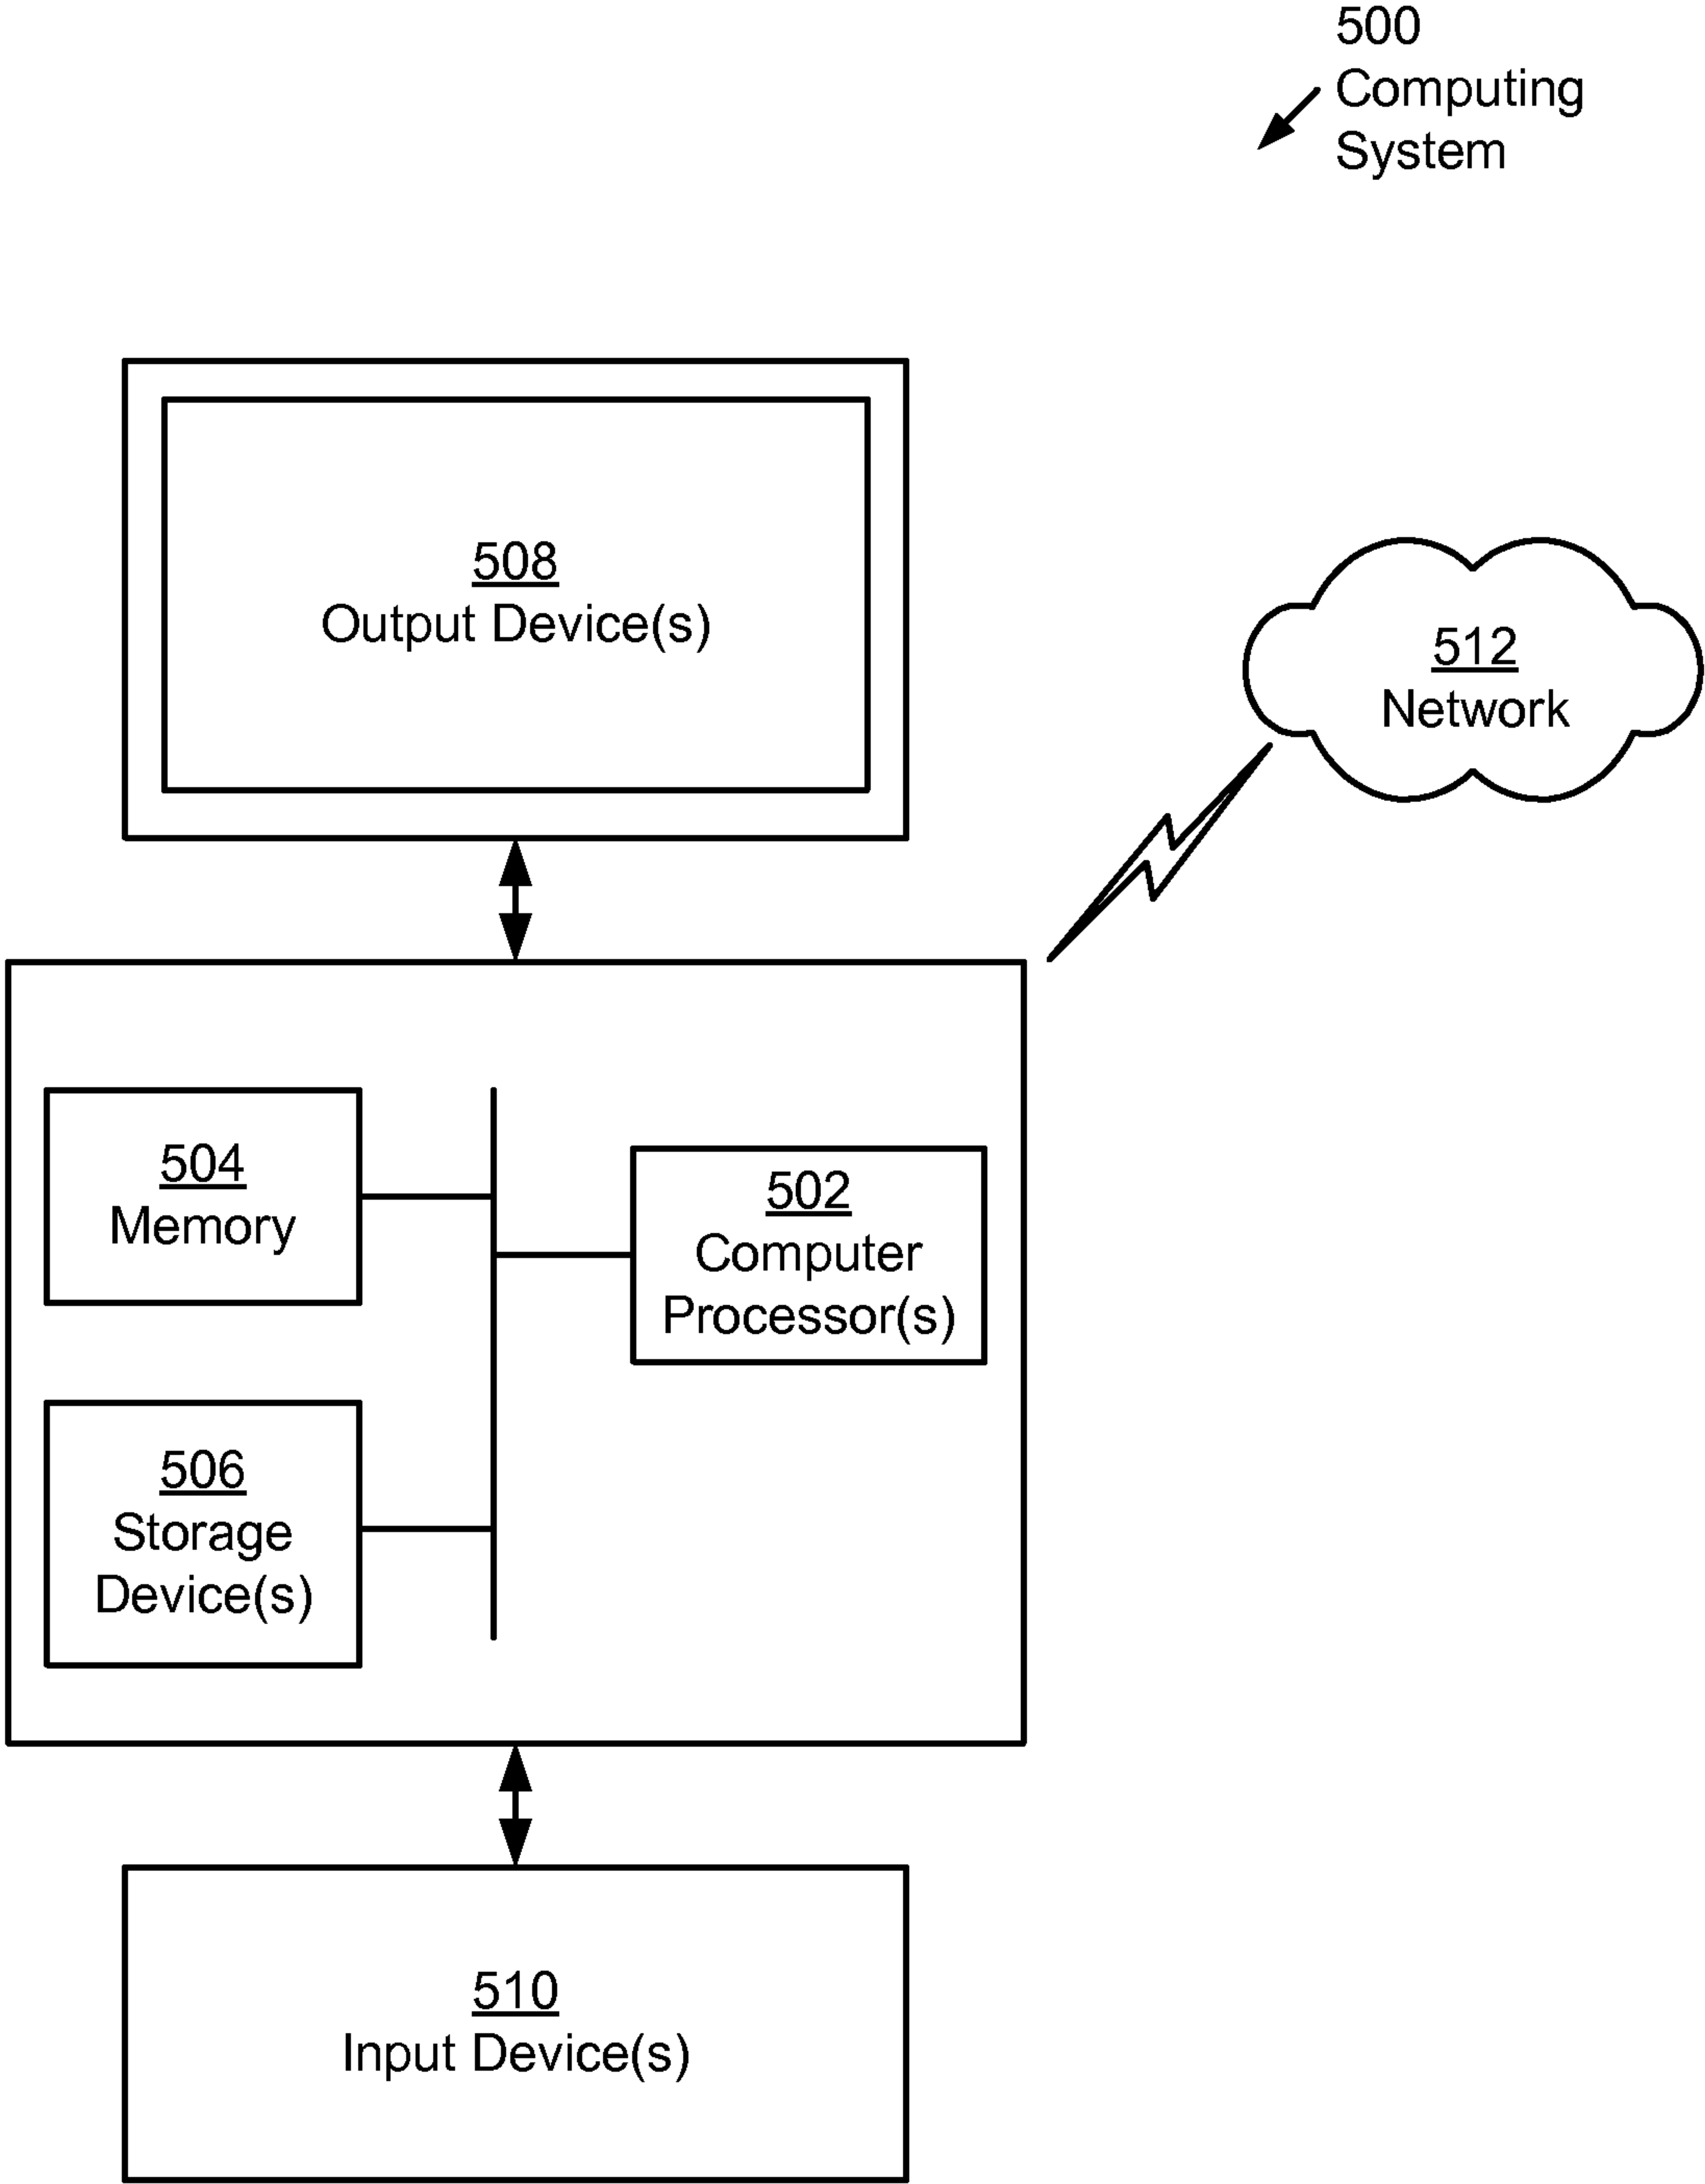 500
Computing
System
508
Output Device(s)
512
Network
504
Memory
502
Computer
Processor(s)
506
Storage
Device(s)
510
Input Device(s)